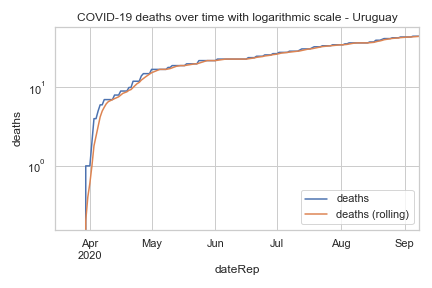 COVID-19 deaths over time with logarithmic scale - Uruguay
deaths
10¹
10⁰
deaths
deaths (rolling)
Apr May Jun Jul Aug Sep
2020
dateRep